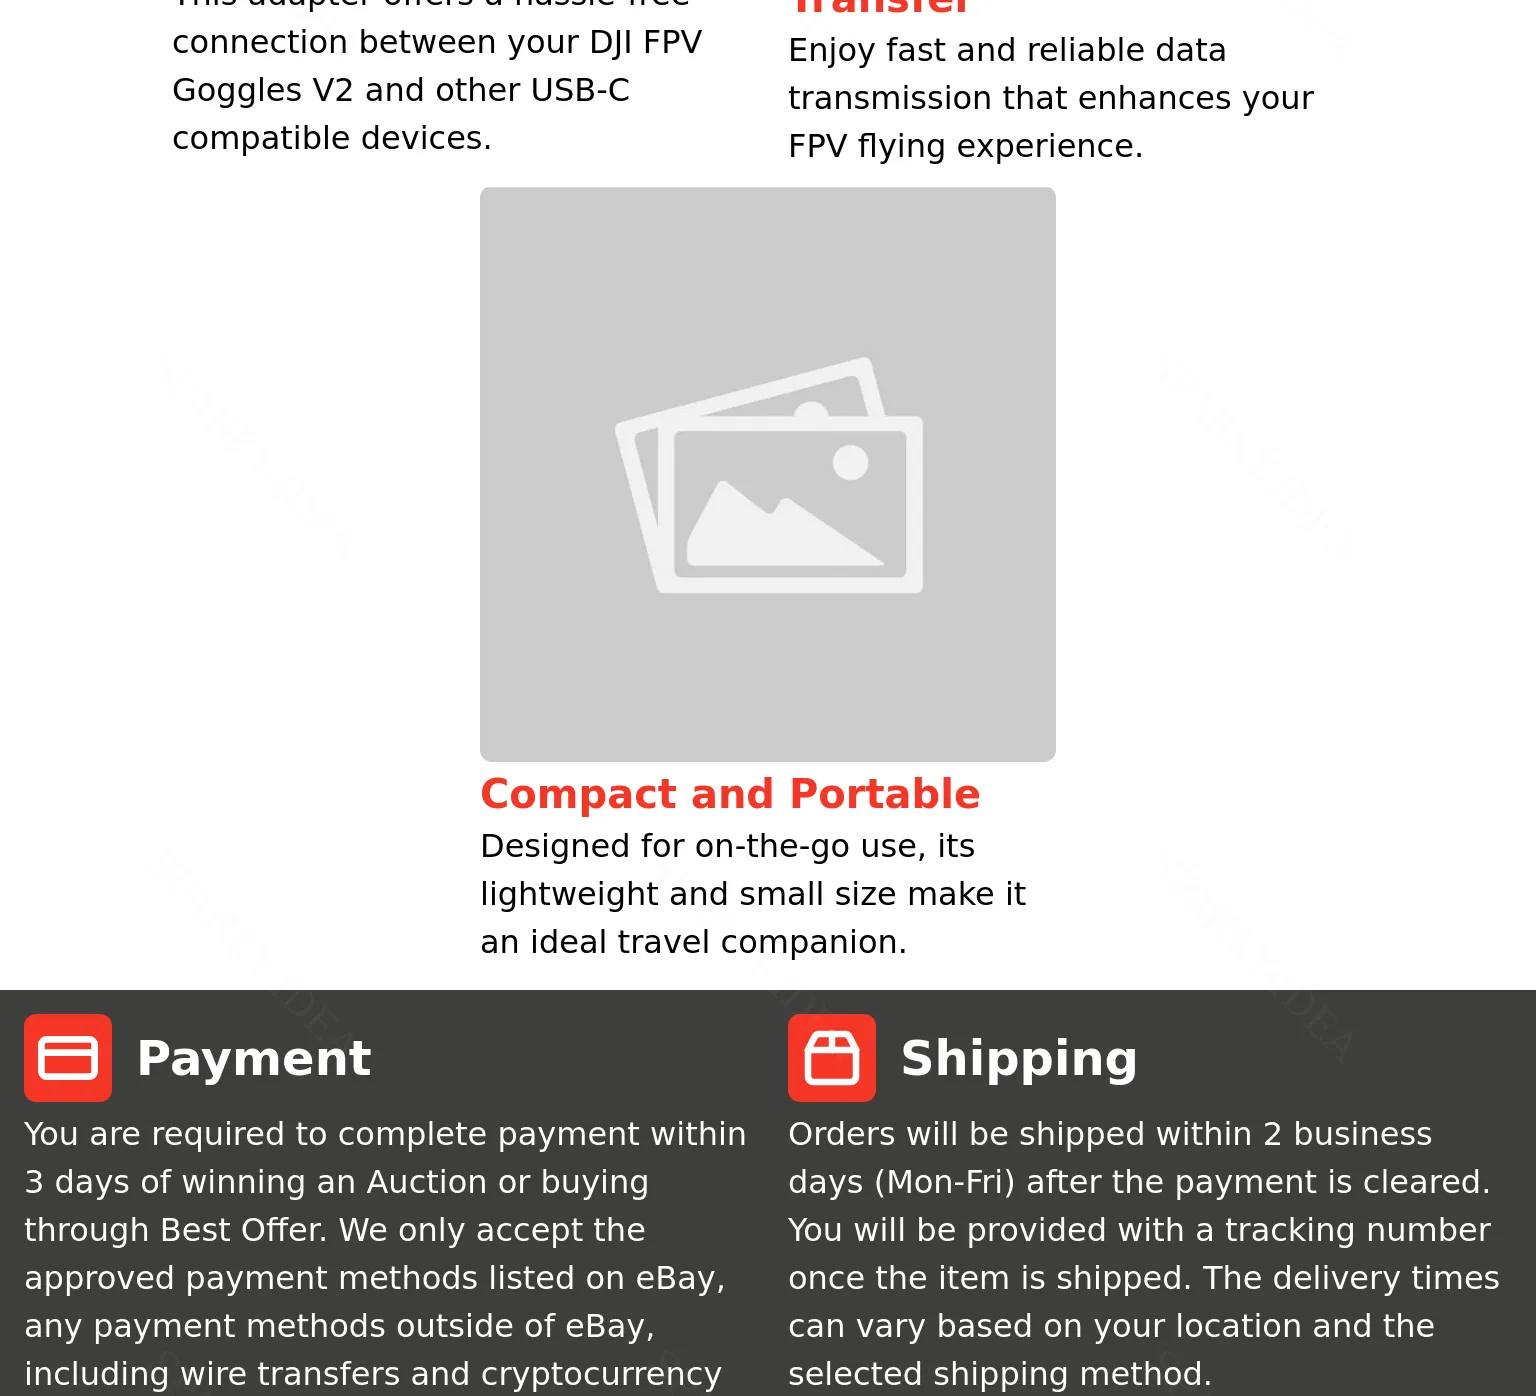 This adapter offers a hassle-free
connection between your DJI FPV
Goggles V2 and other USB-C
compatible devices.
Transfer
Enjoy fast and reliable data
transmission that enhances your
FPV flying experience.
Compact and Portable
Designed for on-the-go use, its
lightweight and small size make it
an ideal travel companion.
Payment
You are required to complete payment within
3 days of winning an Auction or buying
through Best Offer. We only accept the
approved payment methods listed on eBay,
any payment methods outside of eBay,
including wire transfers and cryptocurrency
Shipping
Orders will be shipped within 2 business
days (Mon-Fri) after the payment is cleared.
You will be provided with a tracking number
once the item is shipped. The delivery times
can vary based on your location and the
selected shipping method.